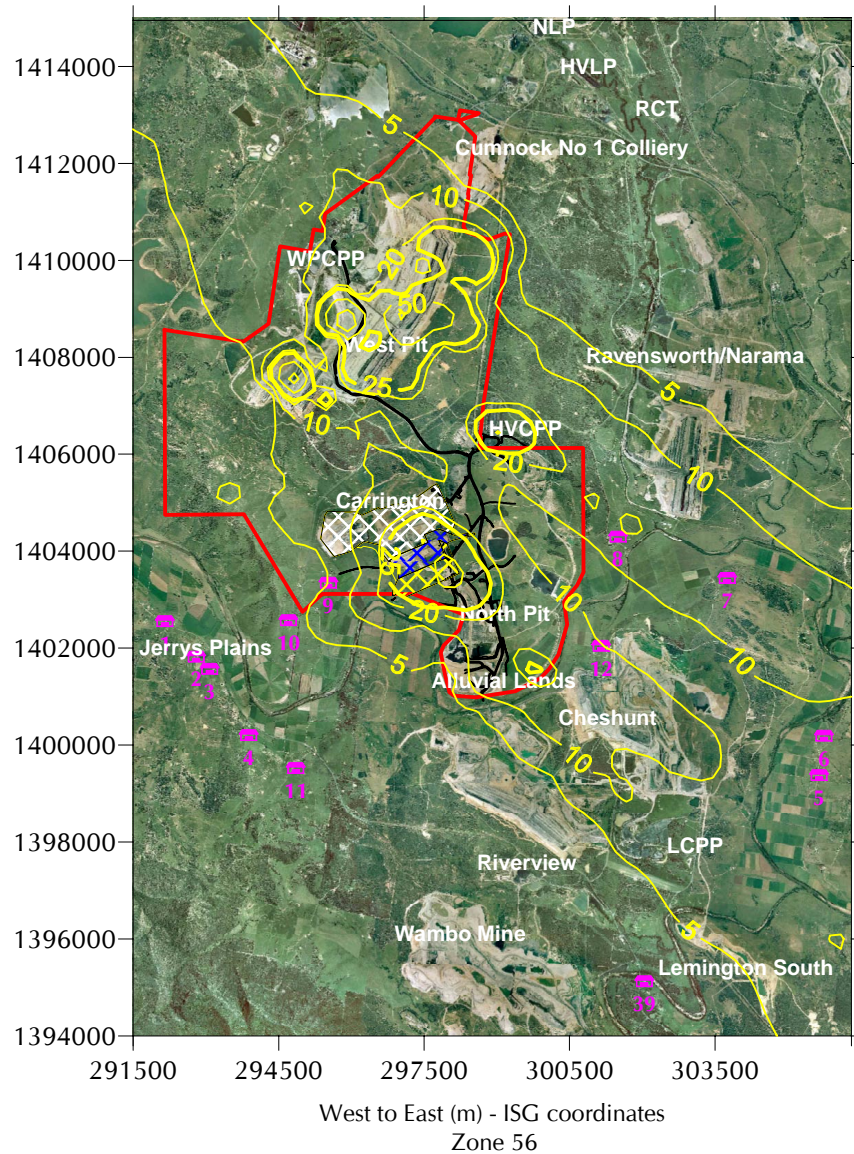 NLP
1414000
HVLP
RCT
5
1412000
Cumnock No 1 Colliery
10
1410000
WPCPP
20
50
1408000
West Pit
Ravensworth/Narama
25
5
10
HVCPP
1406000
20
10
Carrington
1404000
8
7
9
10
20
North Pit
10
1402000
Jerrys Plains
12
10
3
5
Alluvial Lands
Cheshunt
1400000
4
10
6
11
5
1398000
LCPP
Riverview
1396000
Wambo Mine
5
Lemington South
39
1394000
291500 294500 297500 300500 303500
West to East (m) - ISG coordinates
Zone 56